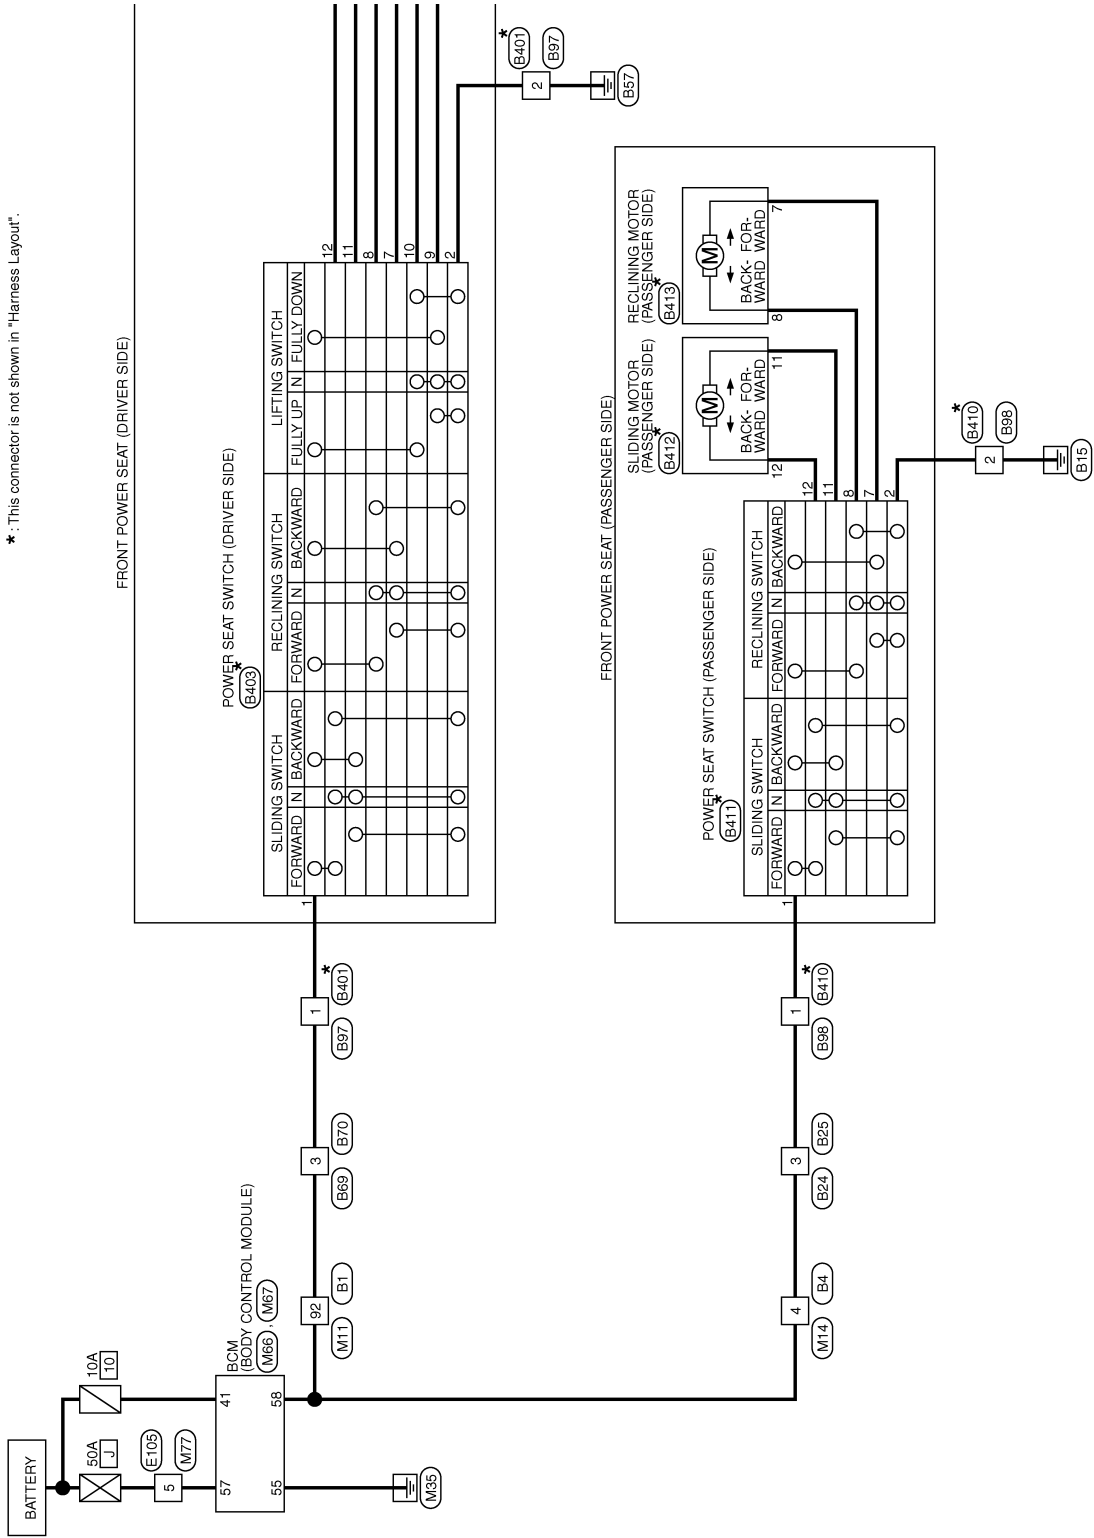 *: This connector is not shown in "Harness Layout".
BATTERY
50A
J
10A
10
5
E105
M77
57
41
55
58
BCM
(BODY CONTROL MODULE)
M66 , M67
M35
92
M11
B1
3
B69
B70
1
B97
B401
*
4
M14
B4
3
B24
B25
1
B98
B410
*
FRONT POWER SEAT (DRIVER SIDE)
POWER SEAT SWITCH (DRIVER SIDE)
*
B403
1
SLIDING SWITCH
RECLINING SWITCH
LIFTING SWITCH
FORWARD
N
BACKWARD
FORWARD
N
BACKWARD
FULLY UP
N
FULLY DOWN
12
11
8
7
10
9
2
2
*
B401
B97
B57
FRONT POWER SEAT (PASSENGER SIDE)
POWER SEAT SWITCH (PASSENGER SIDE)
*
B411
1
SLIDING SWITCH
RECLINING SWITCH
FORWARD
N
BACKWARD
FORWARD
N
BACKWARD
12
11
8
7
2
SLIDING MOTOR
(PASSENGER SIDE)
*
B412
M
BACK-
WARD
FOR-
WARD
12
11
RECLINING MOTOR
(PASSENGER SIDE)
*
B413
M
BACK-
WARD
FOR-
WARD
8
7
2
*
B410
B98
B15